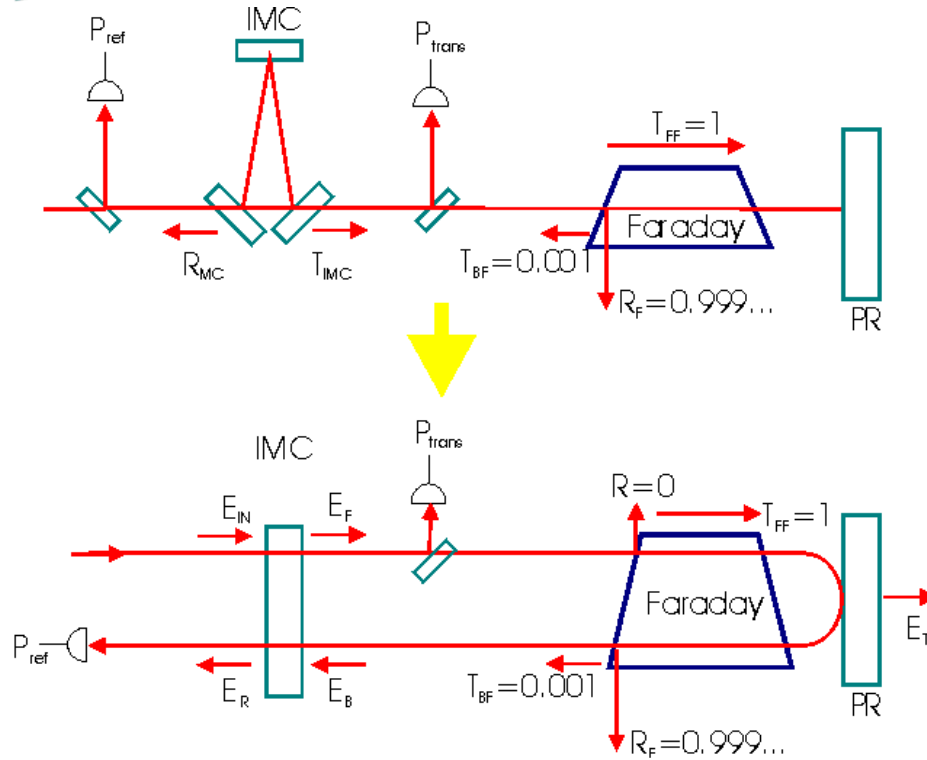 IMC
P_ref
P_trans
T_FF=1
Faraday
R_MC
T_IMC
T_BF=0.001
R_F=0.999...
PR
P_trans
IMC
E_IN
E_F
R=0
T_FF=1
Faraday
E_T
P_ref
E_R
E_B
T_BF=0.001
PR
R_F=0.999...